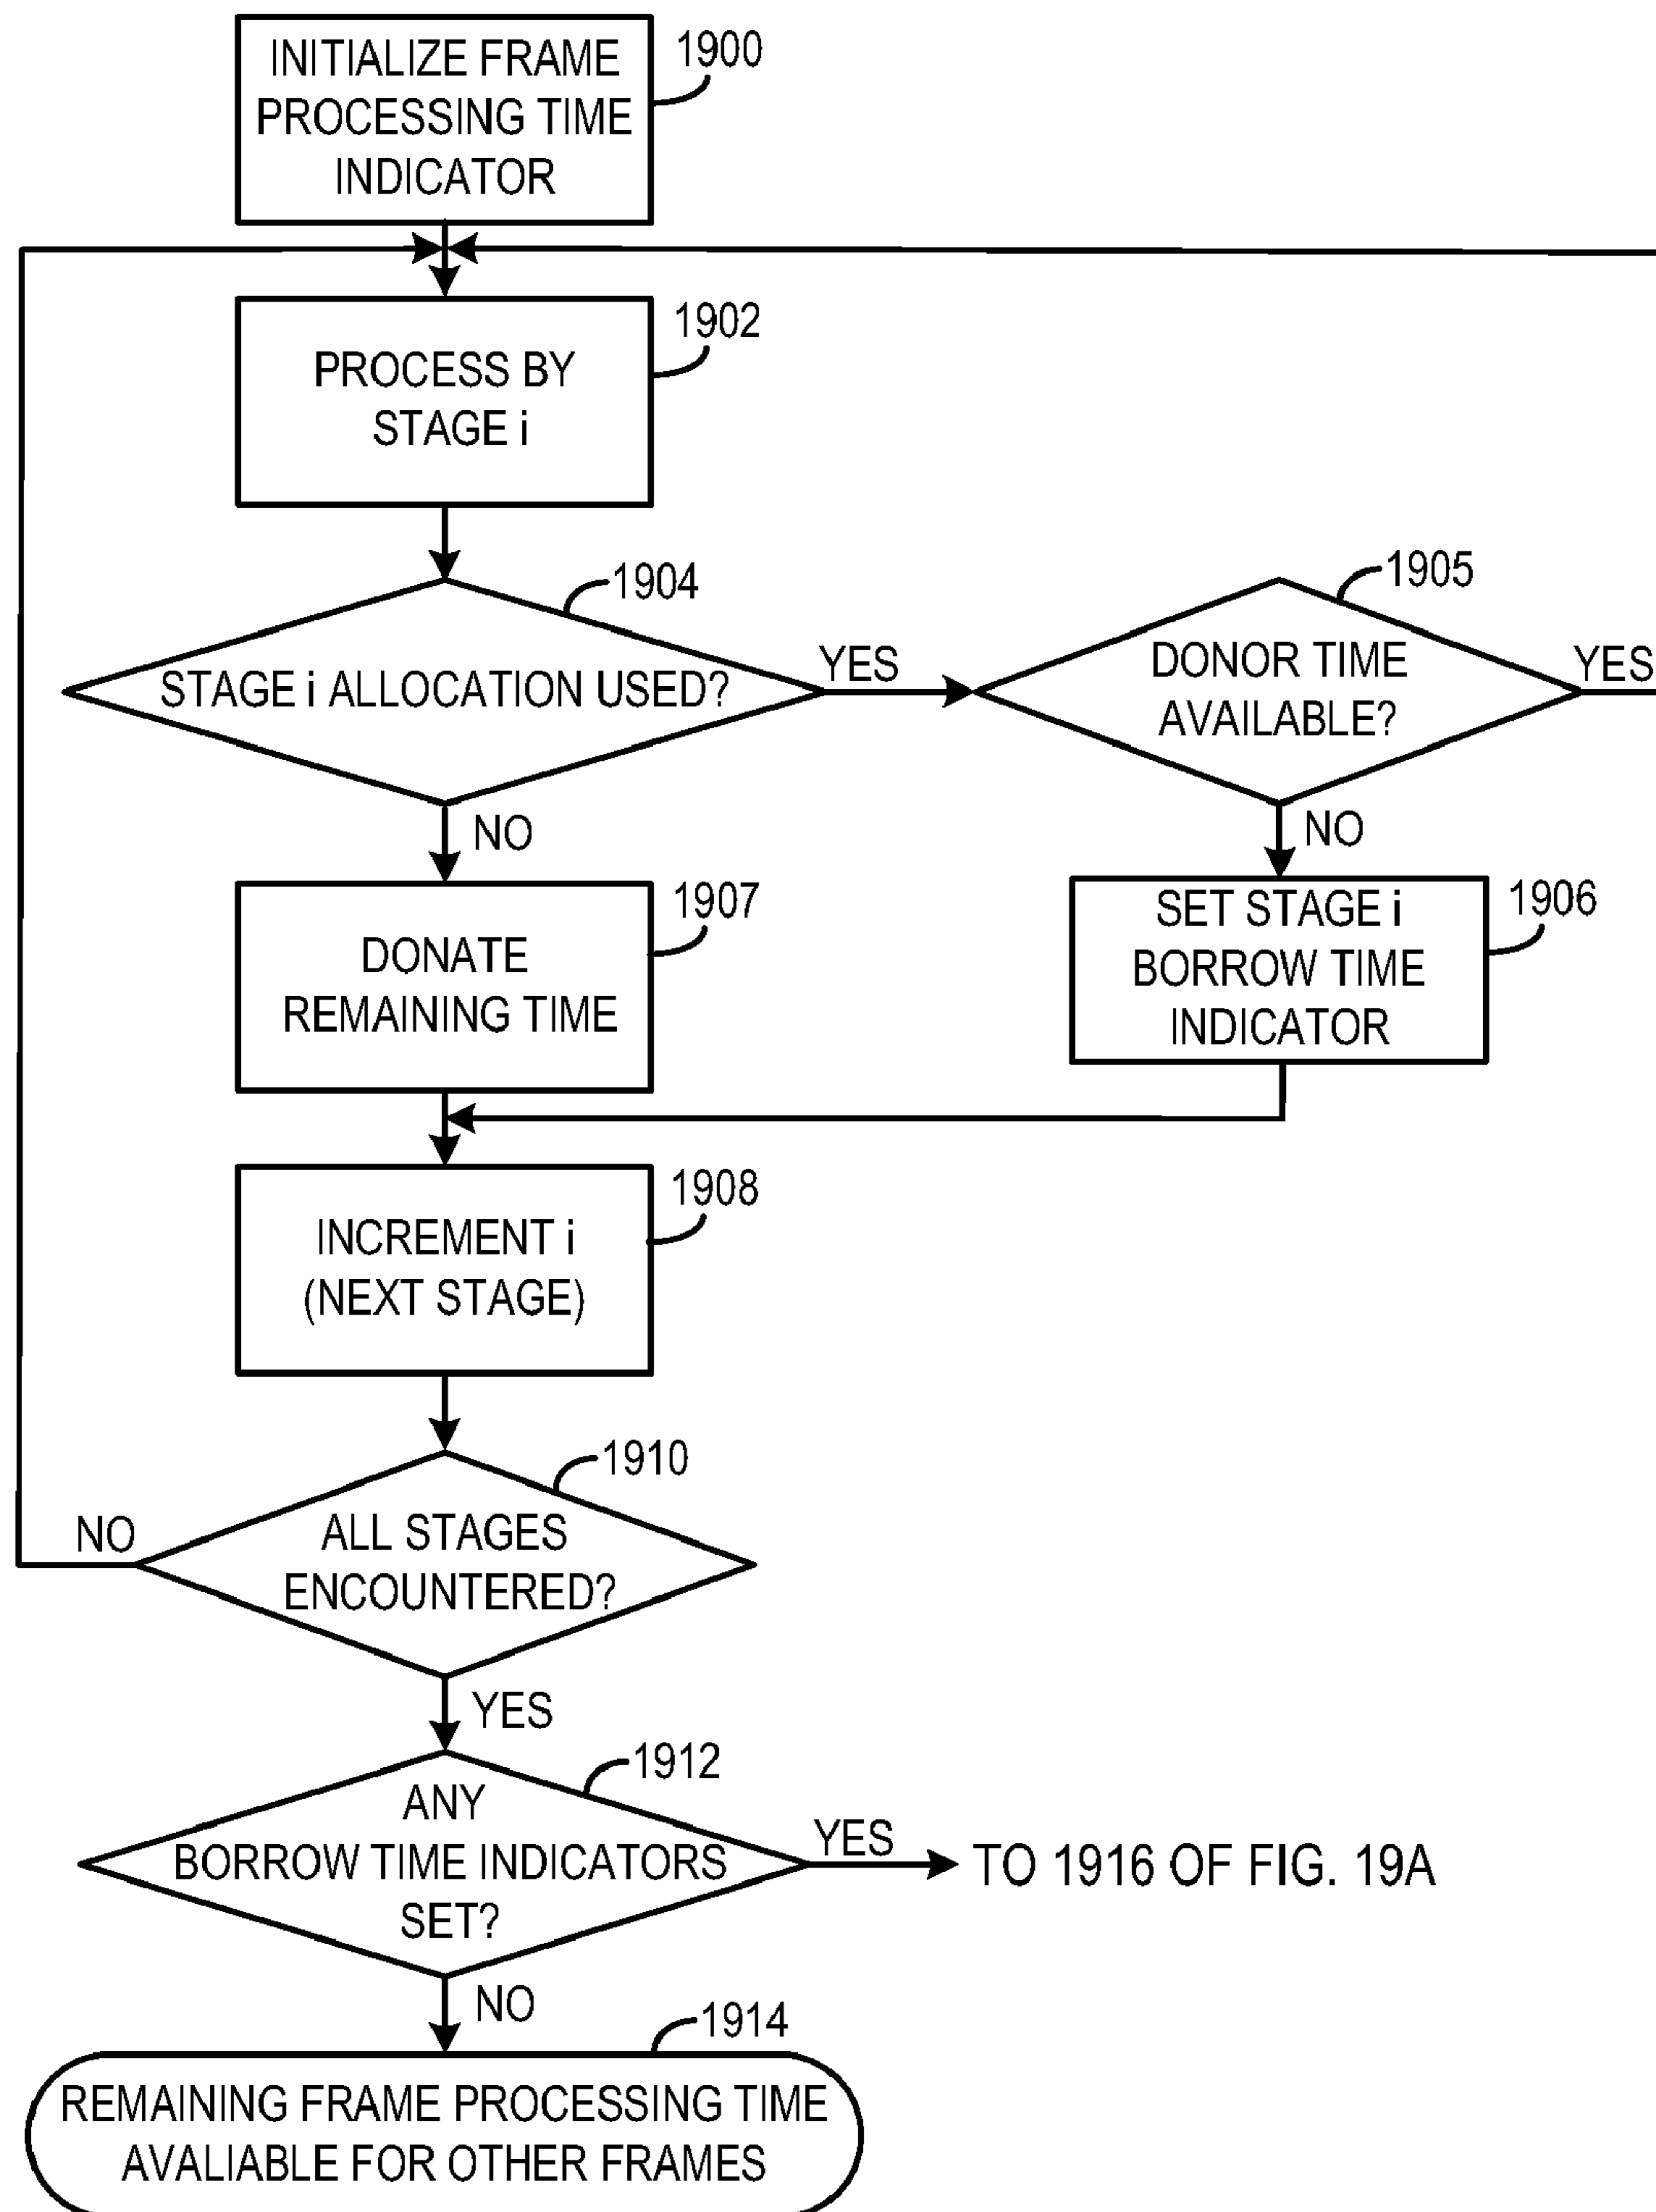 INITIALIZE FRAME
PROCESSING TIME
INDICATOR
1900
PROCESS BY
STAGE i
1902
STAGE i ALLOCATION USED?
1904
YES
DONOR TIME
AVAILABLE?
1905
YES
NO
NO
DONATE
REMAINING TIME
1907
SET STAGE i
BORROW TIME
INDICATOR
1906
INCREMENT i
(NEXT STAGE)
1908
ALL STAGES
ENCOUNTERED?
1910
NO
YES
ANY
BORROW TIME INDICATORS
SET?
1912
YES
TO 1916 OF FIG. 19A
NO
1914
REMAINING FRAME PROCESSING TIME
AVALIABLE FOR OTHER FRAMES